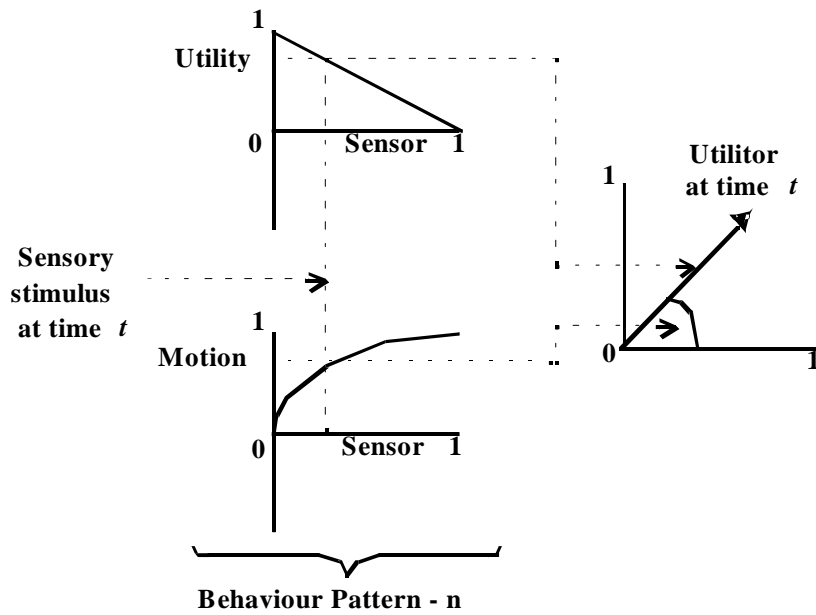 1
Utility
0
Sensor 1
Utilitor
at time t
1
0
1
Sensory
stimulus
at time t
1
Motion
0
Sensor 1
Behaviour Pattern - n